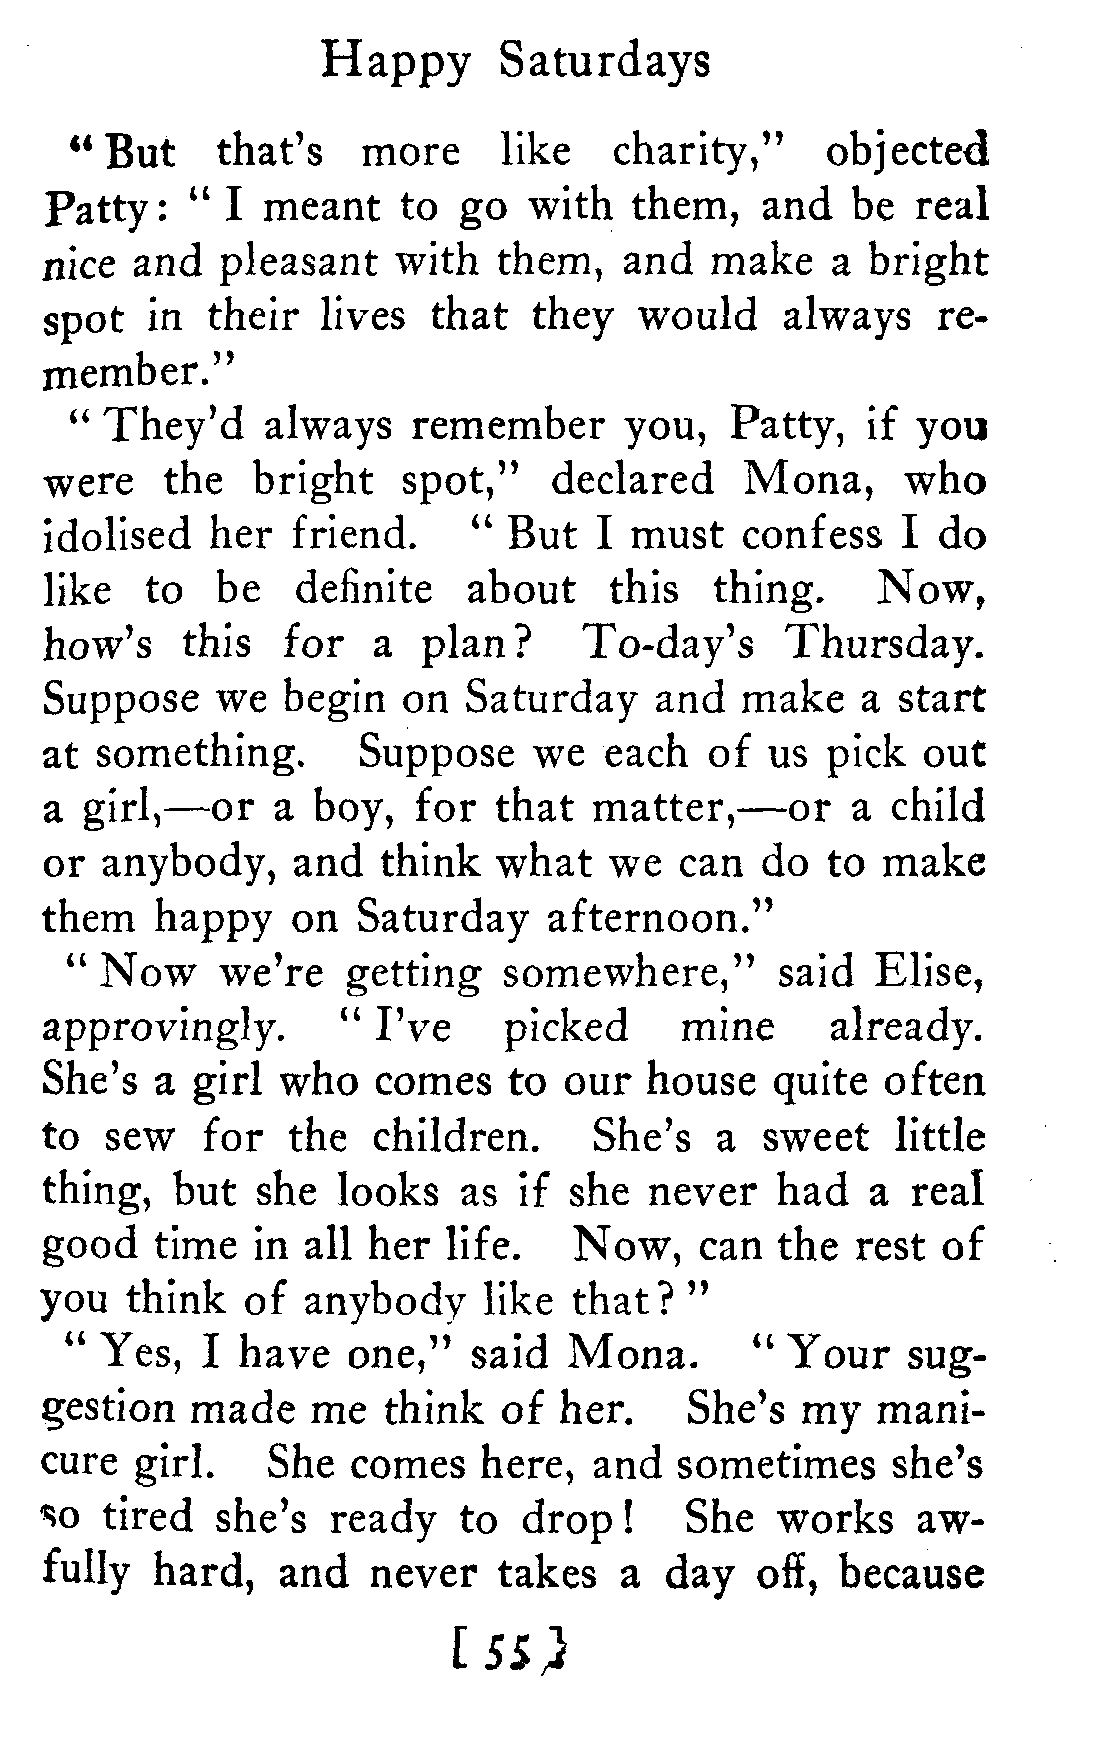 Happy Saturdays
"But that's more like charity," objected
Patty: "I meant to go with them, and be real
nice and pleasant with them, and make a bright
spot in their lives that they would always re-
member."
"They'd always remember you, Patty, if you
were the bright spot," declared Mona, who
idolised her friend. "But I must confess I do
like to be definite about this thing. Now,
how's this for a plan? To-day's Thursday.
Suppose we begin on Saturday and make a start
at something. Suppose we each of us pick out
a girl,—or a boy, for that matter,—or a child
or anybody, and think what we can do to make
them happy on Saturday afternoon."
"Now we're getting somewhere," said Elise,
approvingly. "I've picked mine already.
She's a girl who comes to our house quite often
to sew for the children. She's a sweet little
thing, but she looks as if she never had a real
good time in all her life. Now, can the rest of
you think of anybody like that?"
"Yes, I have one," said Mona. "Your sug-
gestion made me think of her. She's my mani-
cure girl. She comes here, and sometimes she's
so tired she's ready to drop! She works aw-
fully hard, and never takes a day off, because
[55]